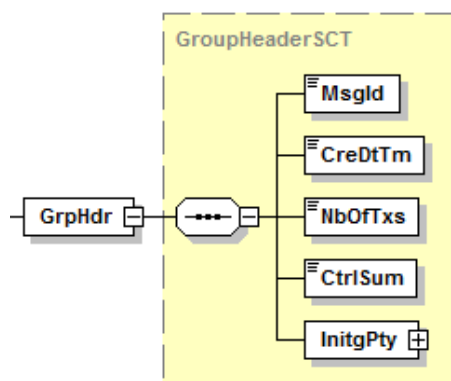 GroupHeaderSCT
MsgId
CreDtTm
GrpHdr
NbOfTxs
CtrlSum
InitgPty